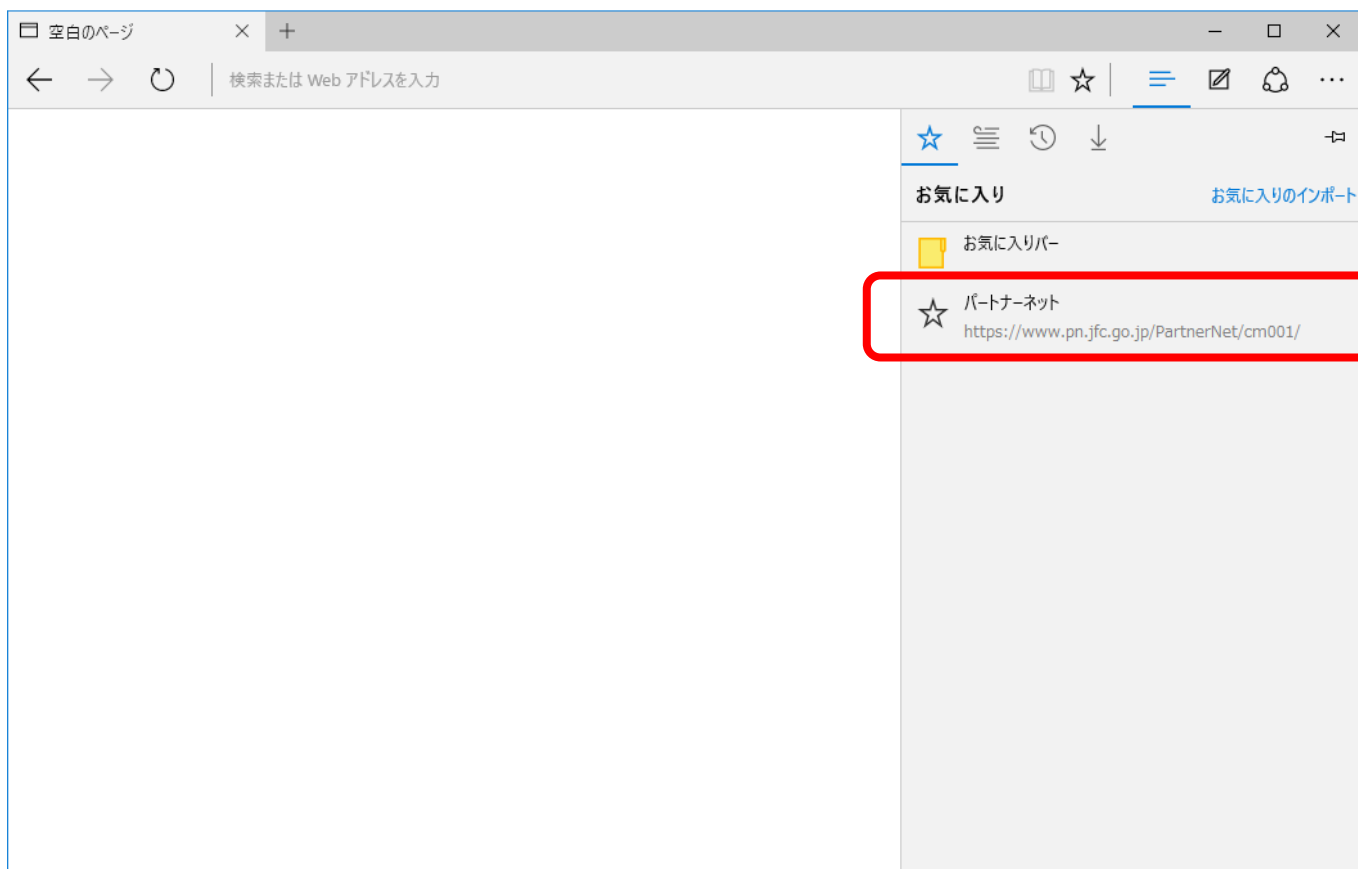 空白のページ
検索または Web アドレスを入力
お気に入り
お気に入りのインポート
お気に入りバー
パートナーネット
https://www.pn.jfc.go.jp/PartnerNet/cm001/